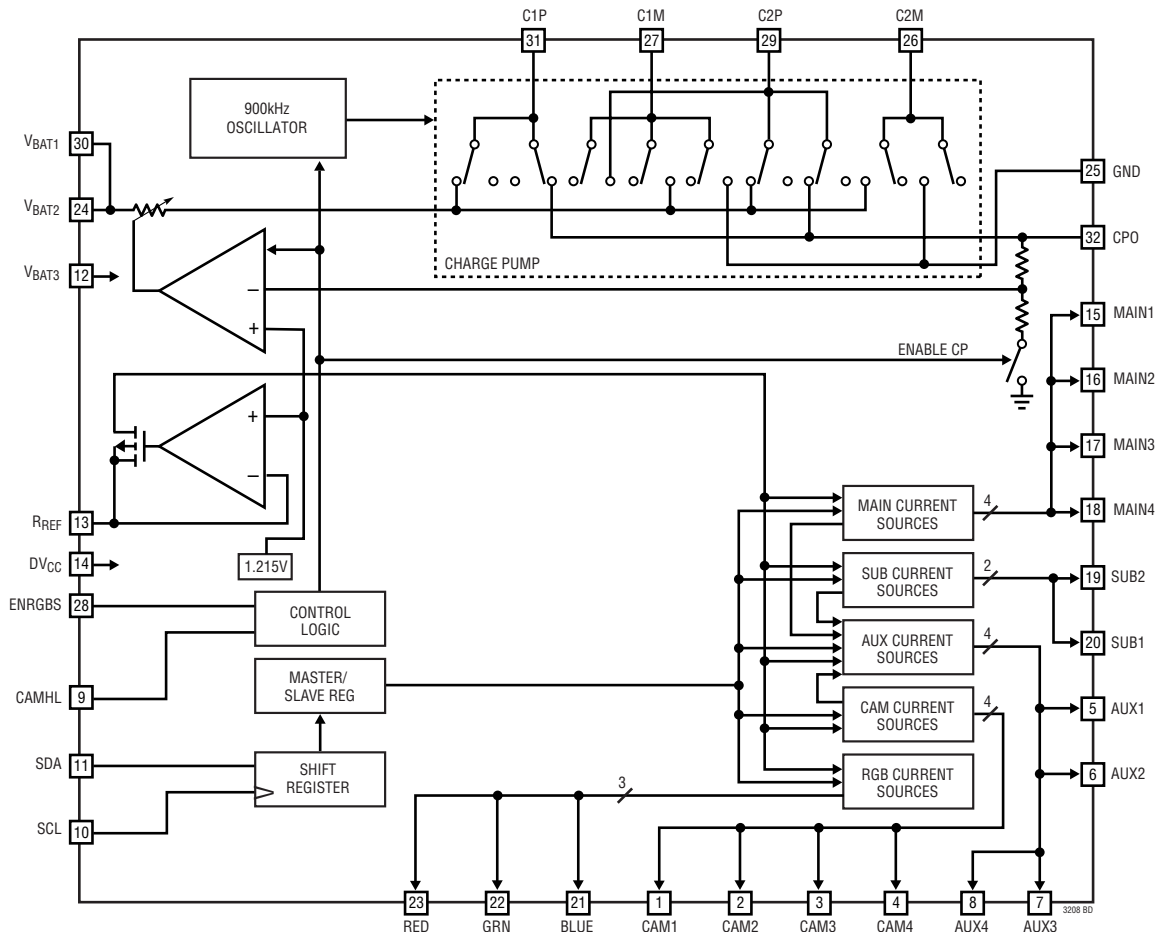 C1P
C1M
C2P
C2M
31
27
29
26
900kHz
OSCILLATOR
VBAT1
30
VBAT2
24
VBAT3
12
CHARGE PUMP
25
GND
32
CPO
–
+
ENABLE CP
15
MAIN1
16
MAIN2
17
MAIN3
18
MAIN4
+
–
RREF
13
DVCC
14
1.215V
ENRGBS
28
CONTROL
LOGIC
CAMHL
9
MASTER/
SLAVE REG
SDA
11
SHIFT
REGISTER
SCL
10
MAIN CURRENT
SOURCES
4
SUB CURRENT
SOURCES
2
19
SUB2
20
SUB1
AUX CURRENT
SOURCES
4
5
AUX1
CAM CURRENT
SOURCES
4
6
AUX2
RGB CURRENT
SOURCES
3
23
22
21
1
2
3
4
8
7
RED
GRN
BLUE
CAM1
CAM2
CAM3
CAM4
AUX4
AUX3
3208 BD